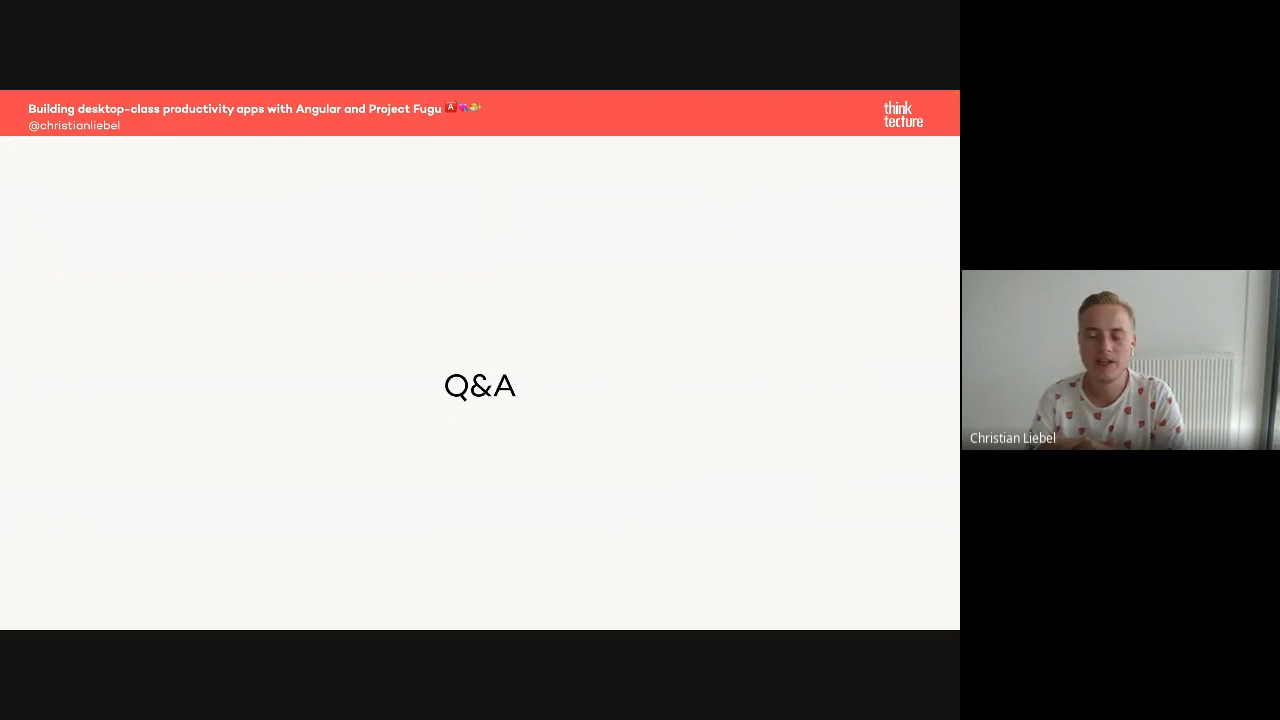 Building desktop-class productivity apps with Angular and Project Fugu 🅰️💘🐡
@christianliebel
think
tecture
Q&A
Christian Liebel